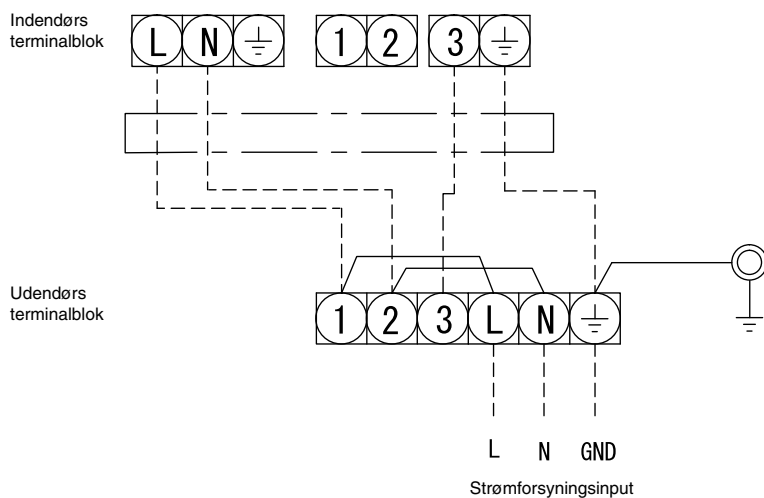 Indendørs
terminalblok
L N 1 2 3
Udendørs
terminalblok
1 2 3 L N
L N GND
Strømforsyningsinput